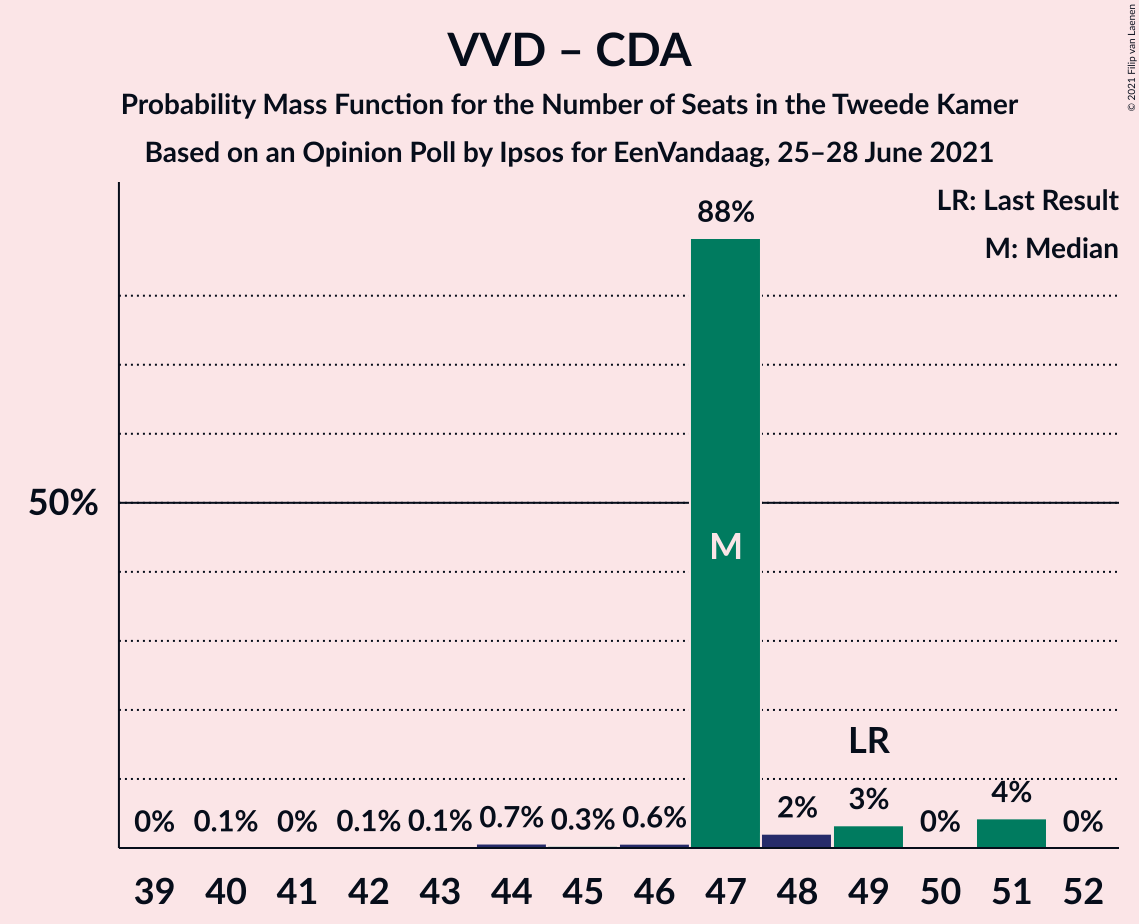 VVD – CDA
Probability Mass Function for the Number of Seats in the Tweede Kamer
Based on an Opinion Poll by Ipsos for EenVandaag, 25–28 June 2021
© 2021 Filip van Laenen
LR: Last Result
M: Median
88%
50%
M
LR
0% 0.1% 0% 0.1% 0.1% 0.7% 0.3% 0.6% 2% 3% 0% 4% 0%
39 40 41 42 43 44 45 46 47 48 49 50 51 52